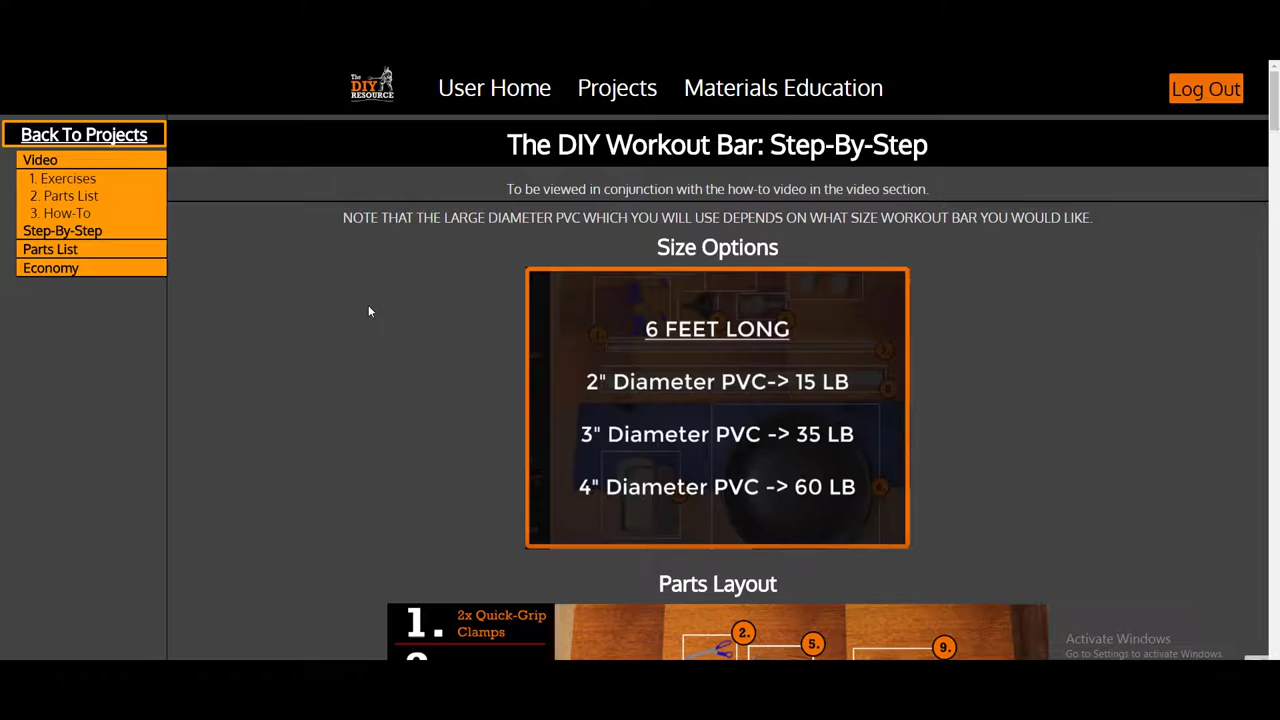 The
DIY
RESOURCE
User Home
Projects
Materials Education
Log Out
Back To Projects
Video
1. Exercises
2. Parts List
3. How-To
Step-By-Step
Parts List
Economy
The DIY Workout Bar: Step-By-Step
To be viewed in conjunction with the how-to video in the video section.
NOTE THAT THE LARGE DIAMETER PVC WHICH YOU WILL USE DEPENDS ON WHAT SIZE WORKOUT BAR YOU WOULD LIKE.
Size Options
6 FEET LONG
2" Diameter PVC-> 15 LB
3" Diameter PVC -> 35 LB
4" Diameter PVC -> 60 LB
Parts Layout
1. 2x Quick-Grip
Clamps
2.
5.
9.
Activate Windows
Go to Settings to activate Windows.